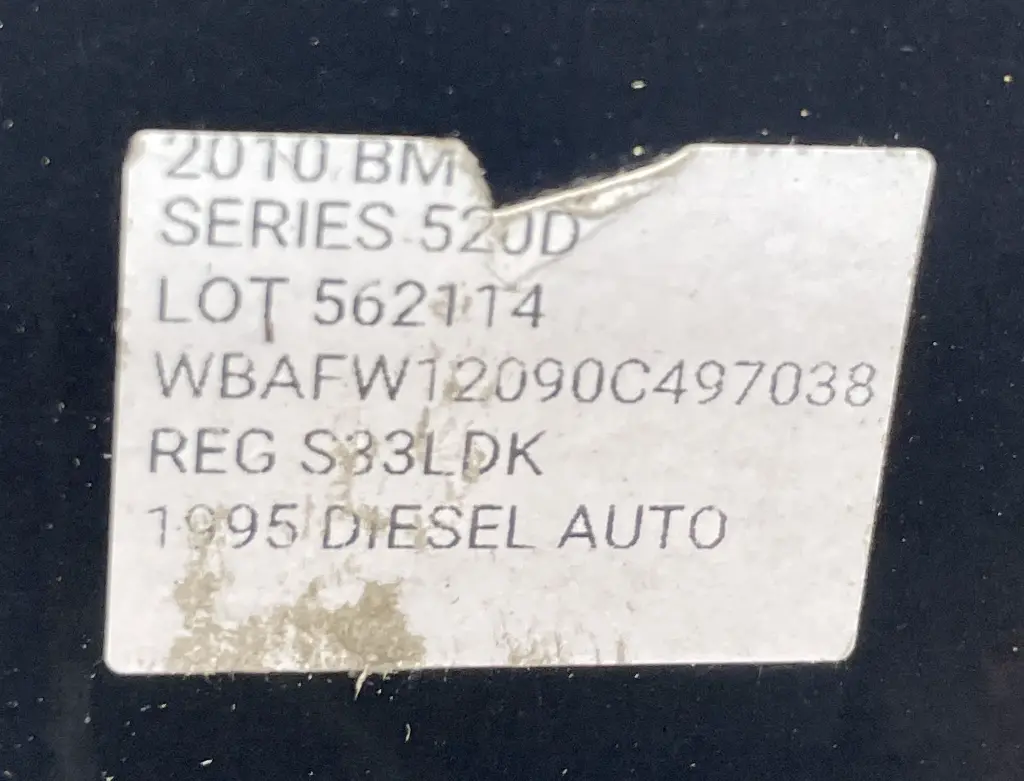 2010 BM
SERIES 520D
LOT 562114
WBAFW12090C497038
REG S33LDK
1995 DIESEL AUTO